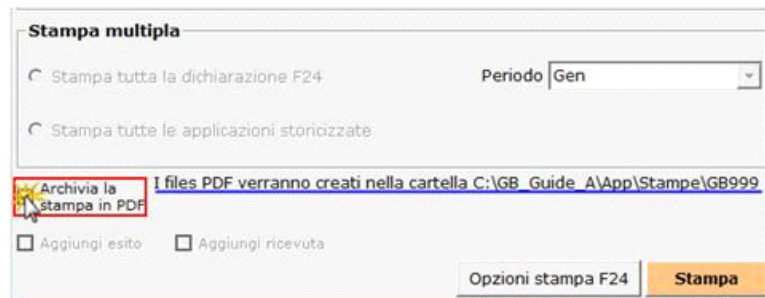 Stampa multipla
Stampa tutta la dichiarazione F24
Periodo Gen
Stampa tutte le applicazioni storicizzate
Archivia la
stampa in PDF
I files PDF verranno creati nella cartella C:\GB_Guide_A\App\Stampe\GB999
Aggiungi esito Aggiungi ricevuta
Opzioni stampa F24 Stampa